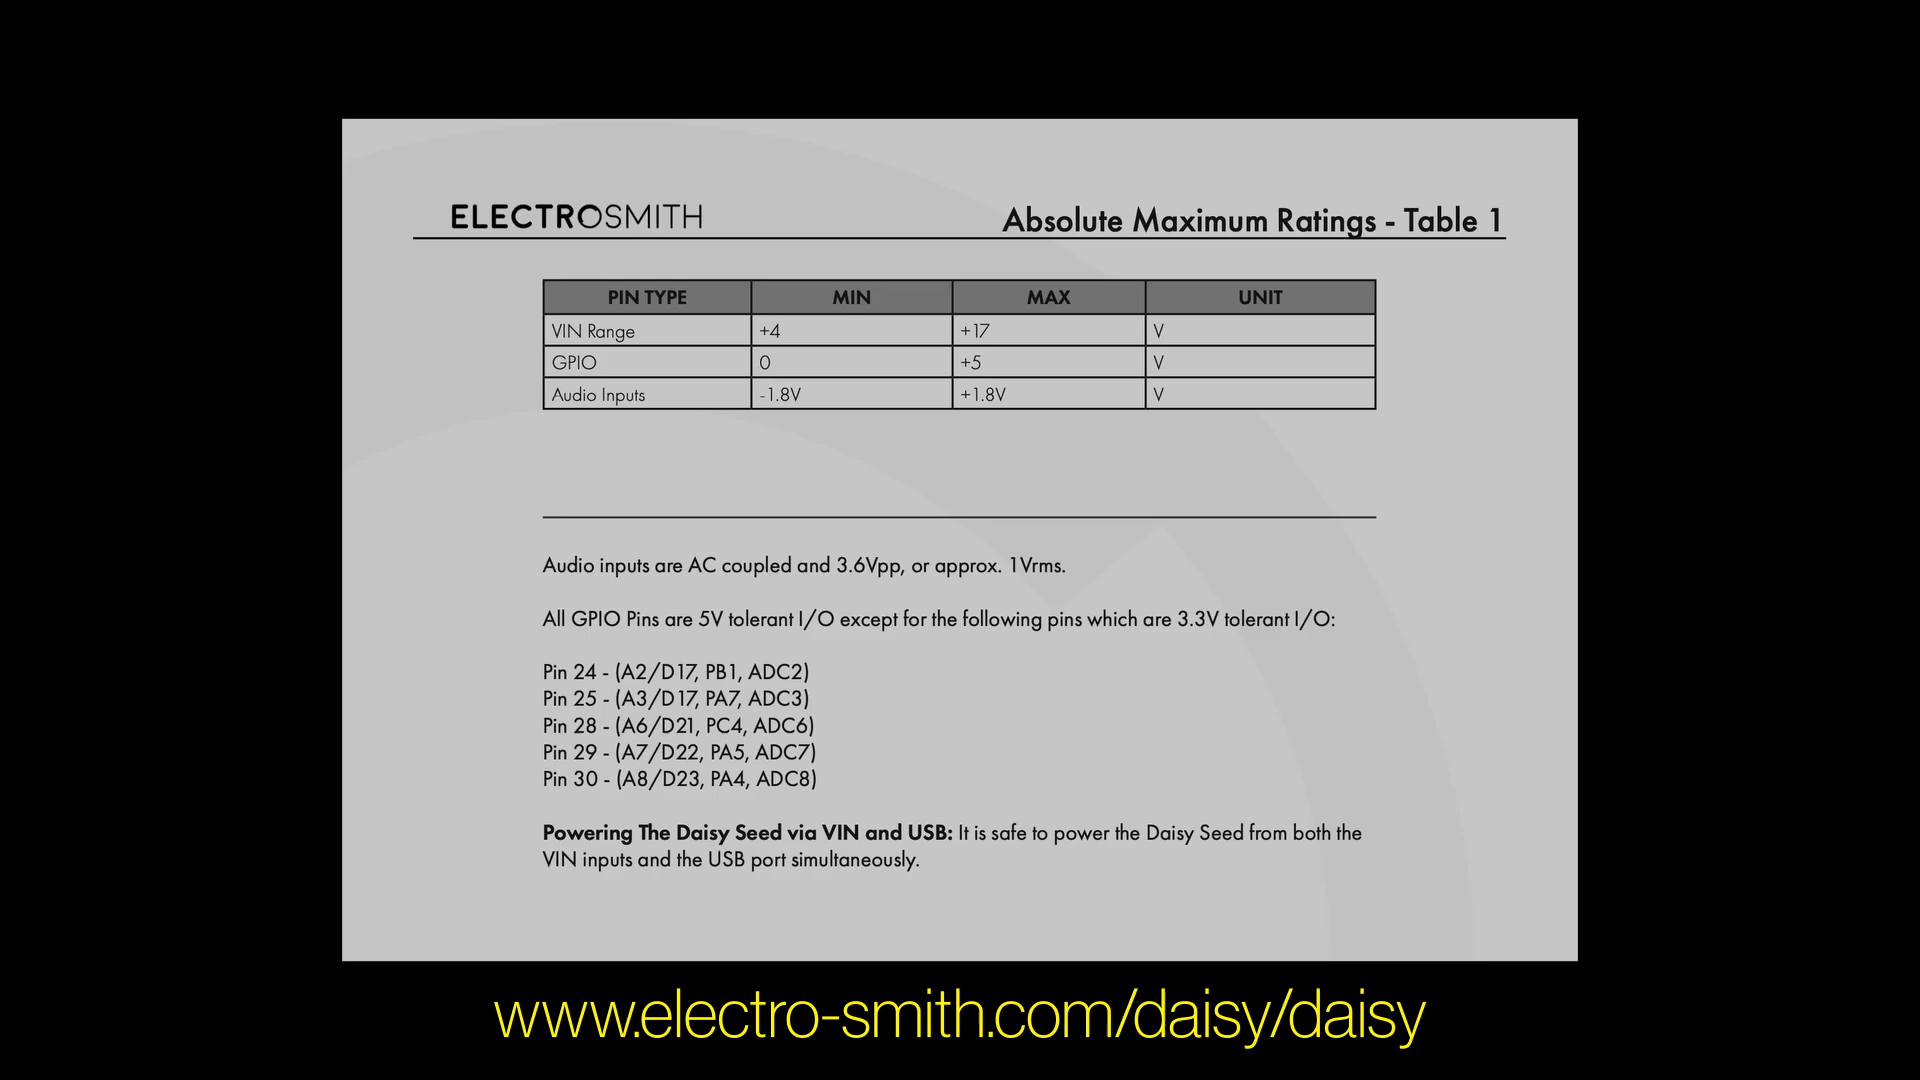 ELECTROSMITH
Absolute Maximum Ratings - Table 1
PIN TYPE MIN MAX UNIT
VIN Range +4 +17 V
GPIO 0 +5 V
Audio Inputs -1.8V +1.8V V
Audio inputs are AC coupled and 3.6Vpp, or approx. 1Vrms.
All GPIO Pins are 5V tolerant I/O except for the following pins which are 3.3V tolerant I/O:
Pin 24 - (A2/D17, PB1, ADC2)
Pin 25 - (A3/D17, PA7, ADC3)
Pin 28 - (A6/D21, PC4, ADC6)
Pin 29 - (A7/D22, PA5, ADC7)
Pin 30 - (A8/D23, PA4, ADC8)
Powering The Daisy Seed via VIN and USB: It is safe to power the Daisy Seed from both the
VIN inputs and the USB port simultaneously.
www.electro-smith.com/daisy/daisy